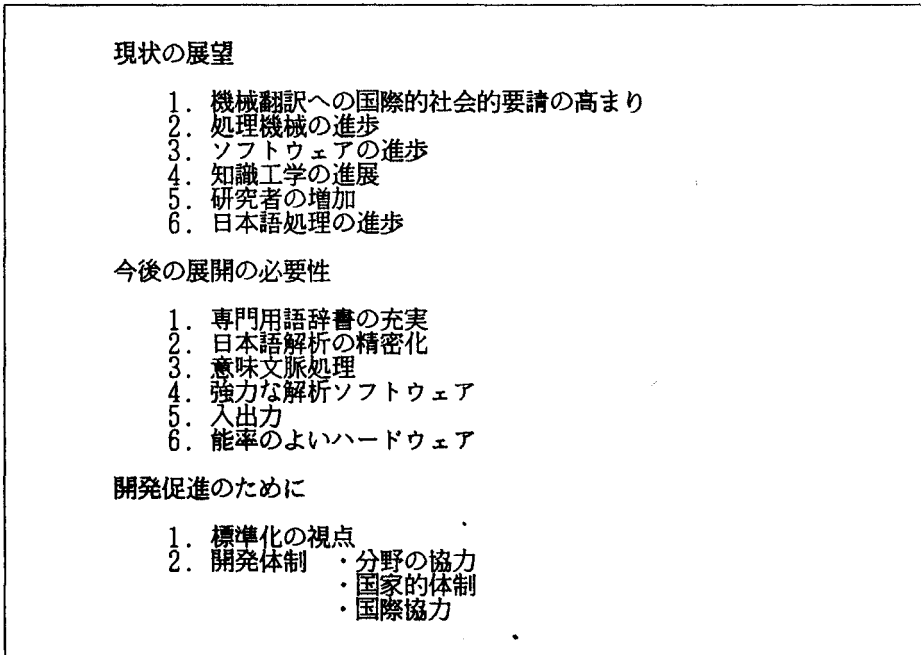 現状の展望
1. 機械翻訳への国際的社会的要請の高まり
2. 処理機械の進歩
3. ソフトウェアの進歩
4. 知識工学の進展
5. 研究者の増加
6. 日本語処理の進歩
今後の展開の必要性
1. 専門用語辞書の充実
2. 日本語解析の精密化
3. 意味文脈処理
4. 強力な解析ソフトウェア
5. 入出力
6. 能率のよいハードウェア
開発促進のために
1. 標準化の視点
2. 開発体制 ・分野の協力
・国家的体制
・国際協力